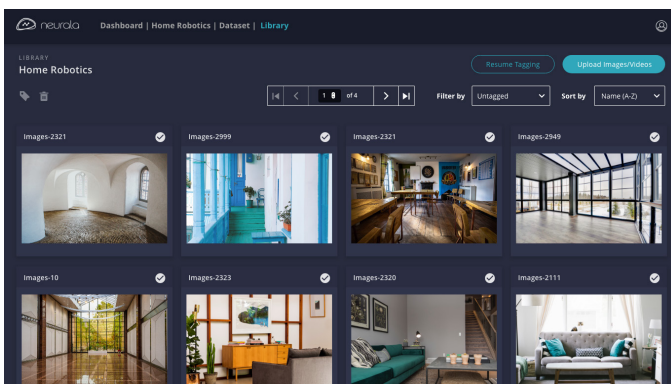 neurala
Dashboard | Home Robotics | Dataset | Library
LIBRARY
Home Robotics
Resume Tagging
Upload Images/Videos
1 of 4
Filter by
Untagged
Sort by
Name (A-Z)
Images-2321
Images-2999
Images-2321
Images-2949
Images-10
Images-2323
Images-2320
Images-2111